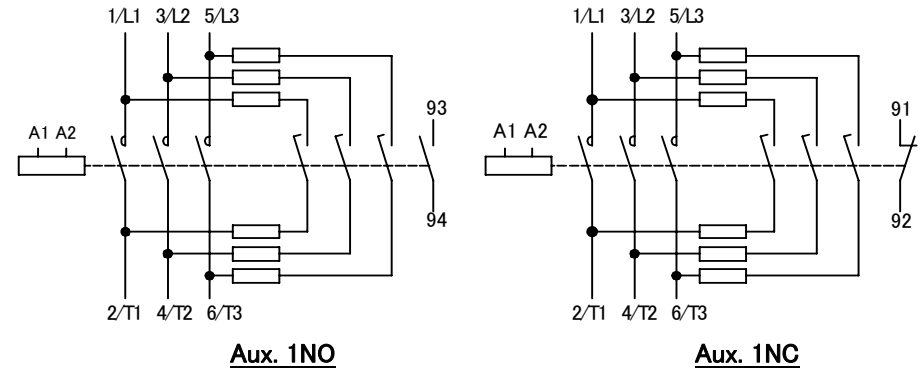 1/L1 3/L2 5/L3
A1 A2
93
94
2/T1 4/T2 6/T3
Aux. 1NO
1/L1 3/L2 5/L3
A1 A2
91
92
2/T1 4/T2 6/T3
Aux. 1NC